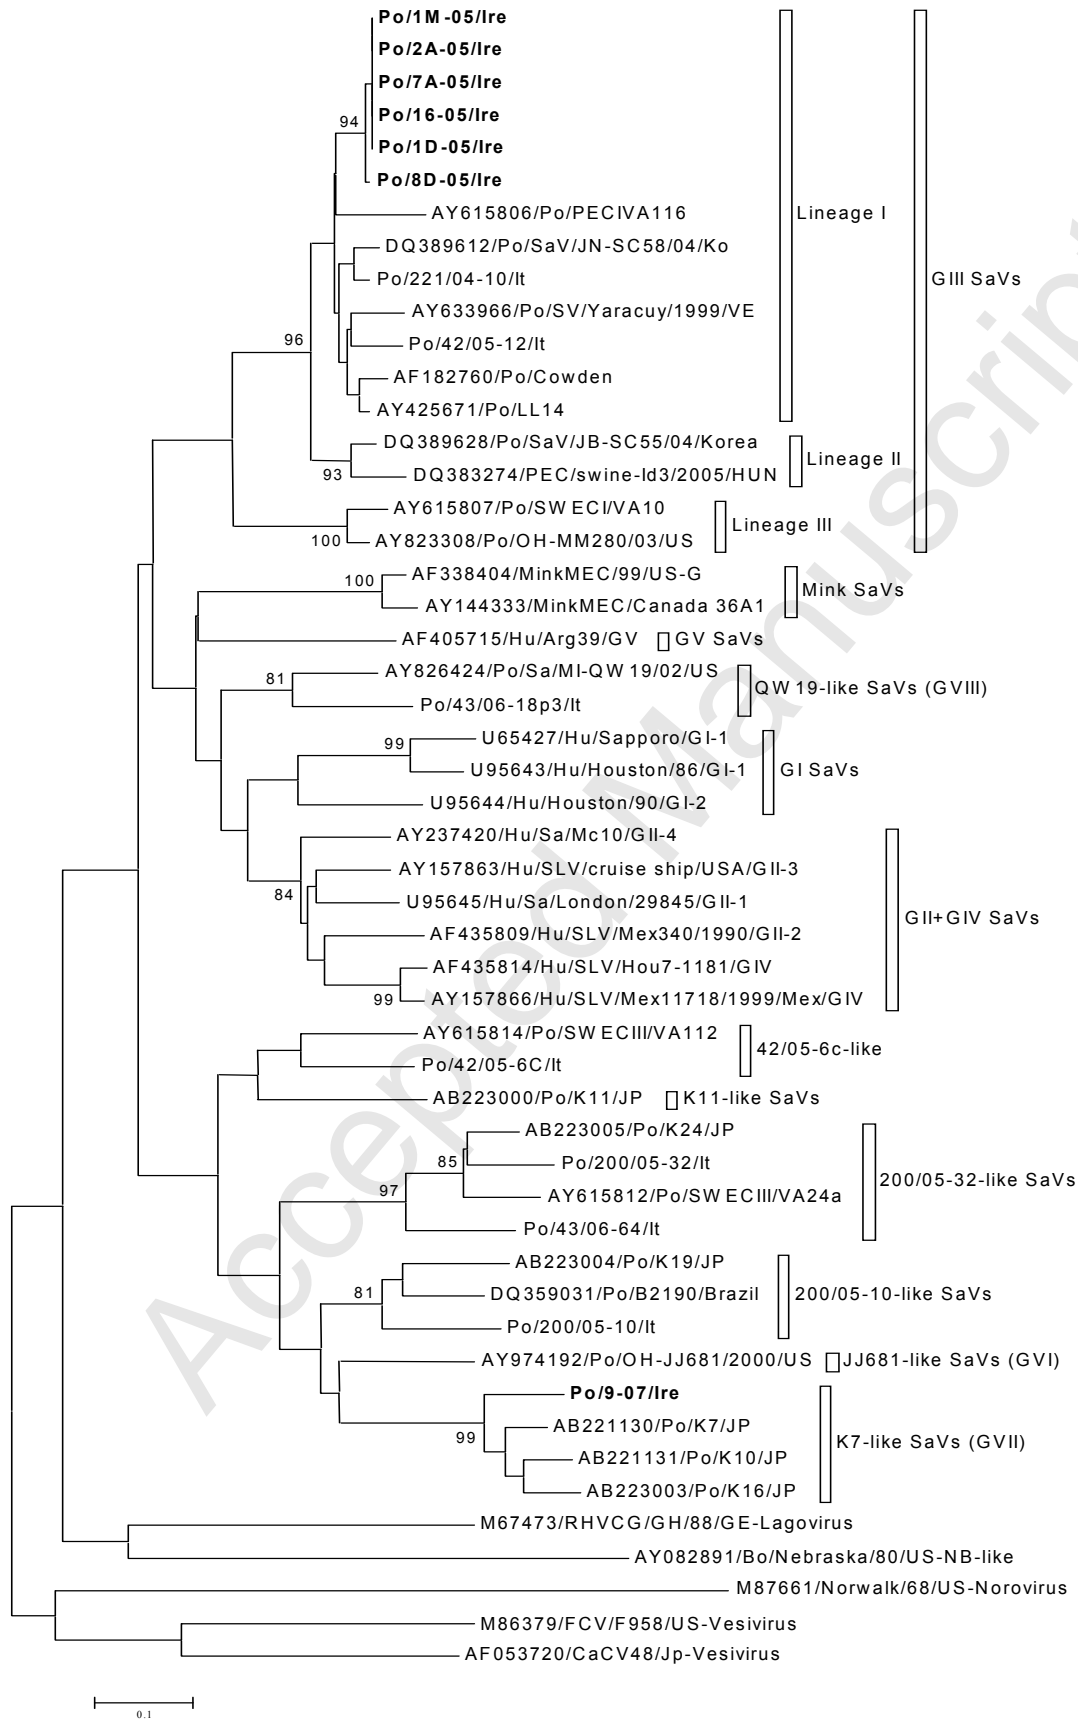 Po/1M-05/Ire
Po/2A-05/Ire
Po/7A-05/Ire
Po/16-05/Ire
94
Po/1D-05/Ire
Po/8D-05/Ire
AY615806/Po/PECIVA116
Lineage I
DQ389612/Po/SaV/JN-SC58/04/Ko
Po/221/04-10/It
GIII SaVs
AY633966/Po/SV/Yaracuy/1999/VE
96
Po/42/05-12/It
AF182760/Po/Cowden
AY425671/Po/LL14
DQ389628/Po/SaV/JB-SC55/04/Korea
Lineage II
93
DQ383274/PEC/swine-Id3/2005/HUN
AY615807/Po/SWECI/VA10
Lineage III
100
AY823308/Po/OH-MM280/03/US
AF338404/MinkMEC/99/US-G
100
Mink SaVs
AY144333/MinkMEC/Canada 36A1
AF405715/Hu/Arg39/GV
GV SaVs
AY826424/Po/Sa/MI-QW19/02/US
81
QW19-like SaVs (GVIII)
Po/43/06-18p3/It
U65427/Hu/Sapporo/GI-1
99
U95643/Hu/Houston/86/GI-1
GI SaVs
U95644/Hu/Houston/90/GI-2
AY237420/Hu/Sa/Mc10/GII-4
AY157863/Hu/SLV/cruise ship/USA/GII-3
84
U95645/Hu/Sa/London/29845/GII-1
GII+GIV SaVs
AF435809/Hu/SLV/Mex340/1990/GII-2
AF435814/Hu/SLV/Hou7-1181/GIV
99
AY157866/Hu/SLV/Mex11718/1999/Mex/GIV
AY615814/Po/SWECIII/VA112
42/05-6c-like
Po/42/05-6C/It
AB223000/Po/K11/JP
K11-like SaVs
AB223005/Po/K24/JP
85
Po/200/05-32/It
200/05-32-like SaVs
97
AY615812/Po/SWECIII/VA24a
Po/43/06-64/It
AB223004/Po/K19/JP
81
DQ359031/Po/B2190/Brazil
200/05-10-like SaVs
Po/200/05-10/It
AY974192/Po/OH-JJ681/2000/US
JJ681-like SaVs (GVI)
Po/9-07/Ire
99
AB221130/Po/K7/JP
K7-like SaVs (GVII)
AB221131/Po/K10/JP
AB223003/Po/K16/JP
M67473/RHVCG/GH/88/GE-Lagovirus
AY082891/Bo/Nebraska/80/US-NB-like
M87661/Norwalk/68/US-Norovirus
M86379/FCV/F958/US-Vesivirus
AF053720/CaCV48/Jp-Vesivirus
0.1
Accepted Manuscript